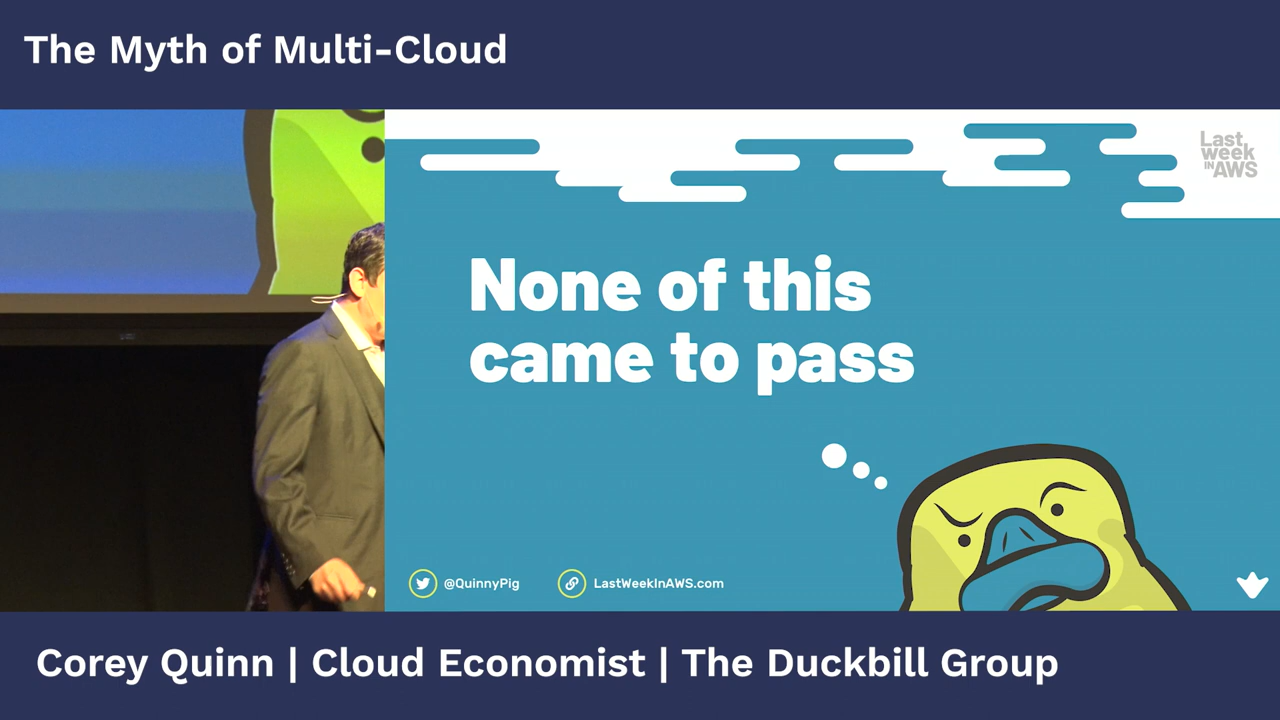 The Myth of Multi-Cloud
Last
week
IN AWS
None of this
came to pass
@QuinnyPig
LastWeekInAWS.com
Corey Quinn | Cloud Economist | The Duckbill Group